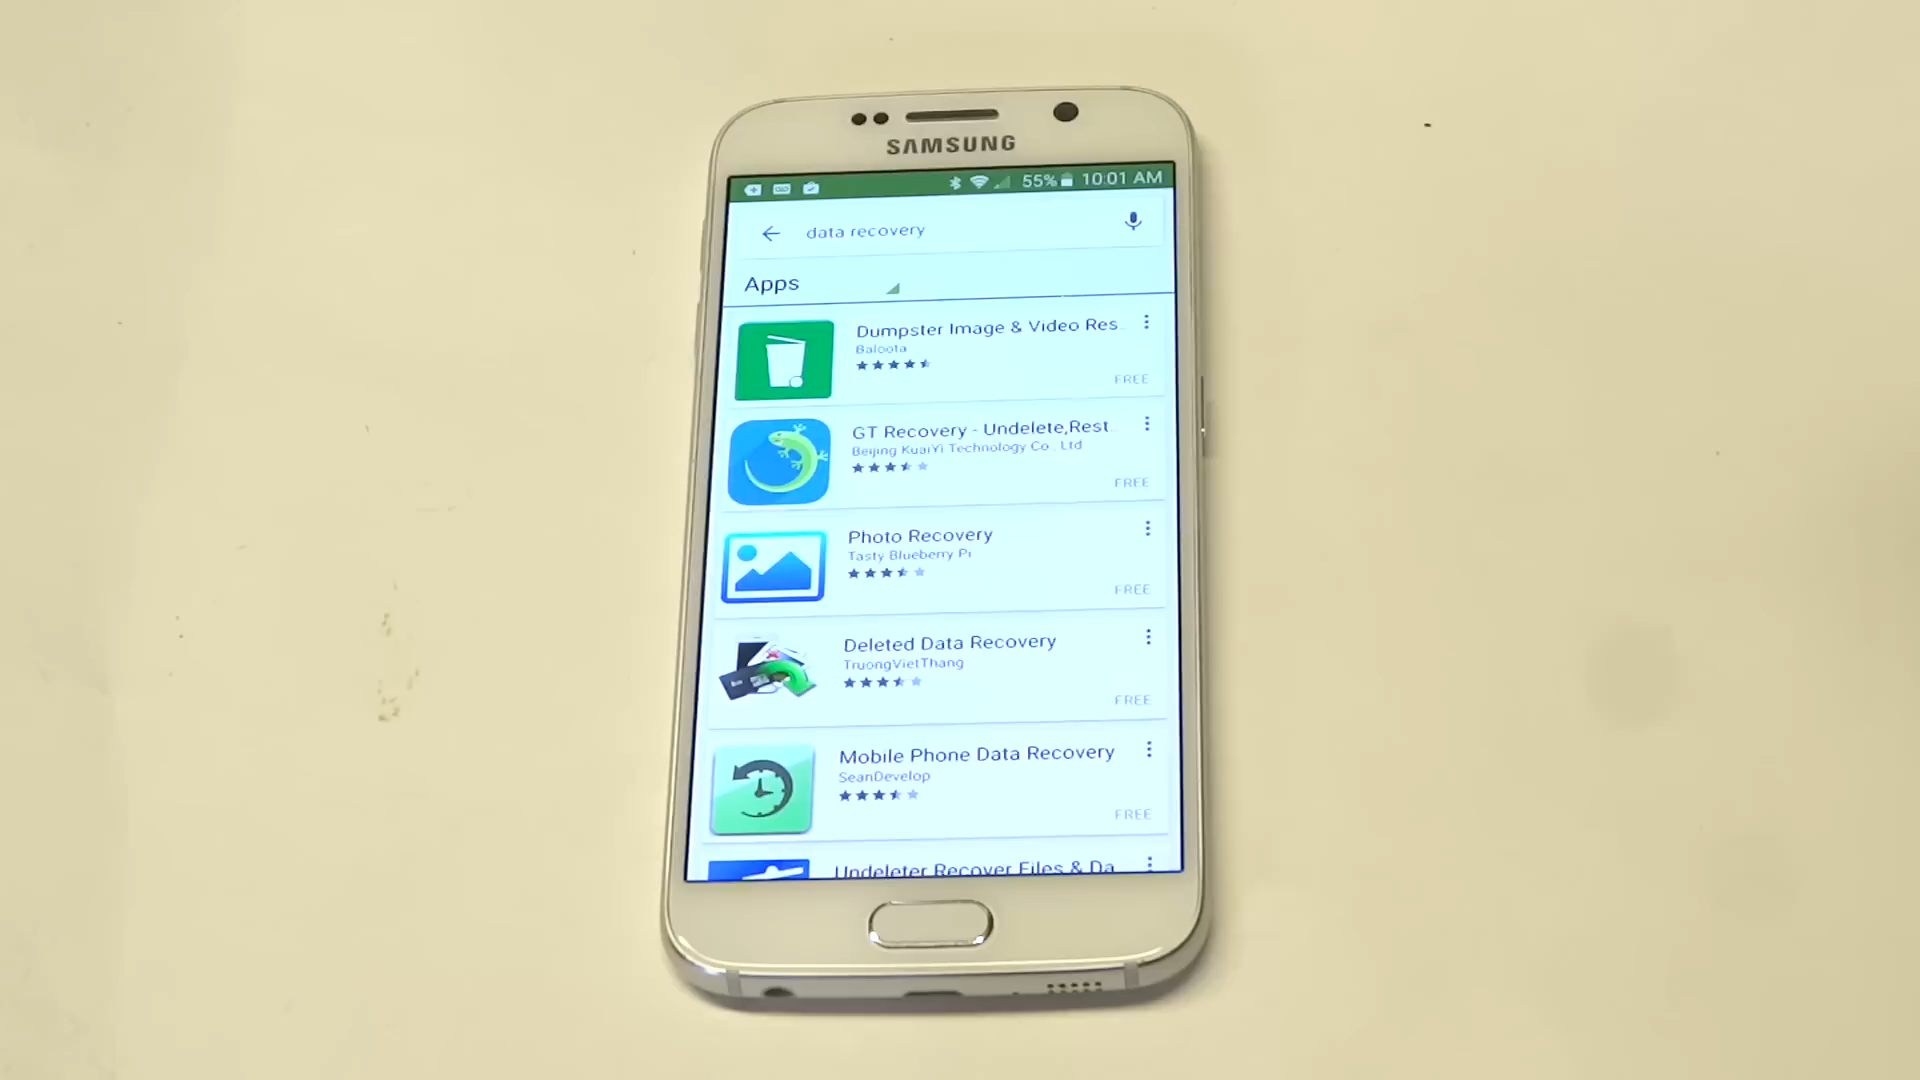 SAMSUNG
55% 10:01 AM
data recovery
Apps
Dumpster Image & Video Res..
Baloota
FREE
GT Recovery - Undelete,Rest..
Beijing KuaiYi Technology Co., Ltd
FREE
Photo Recovery
Tasty Blueberry Pi
FREE
Deleted Data Recovery
TruongVietThang
FREE
Mobile Phone Data Recovery
SeanDevelop
FREE
Undeleter Recover Files & Da..